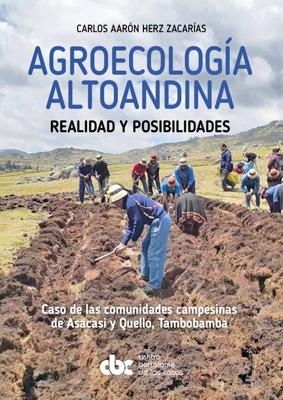 CARLOS AARÓN HERZ ZACARÍAS
AGROECOLOGÍA
ALTOANDINA
REALIDAD Y POSIBILIDADES
Caso de las comunidades campesinas
de Asacasi y Quello, Tambobamba
cbc
centro
bartolomé
de las casas